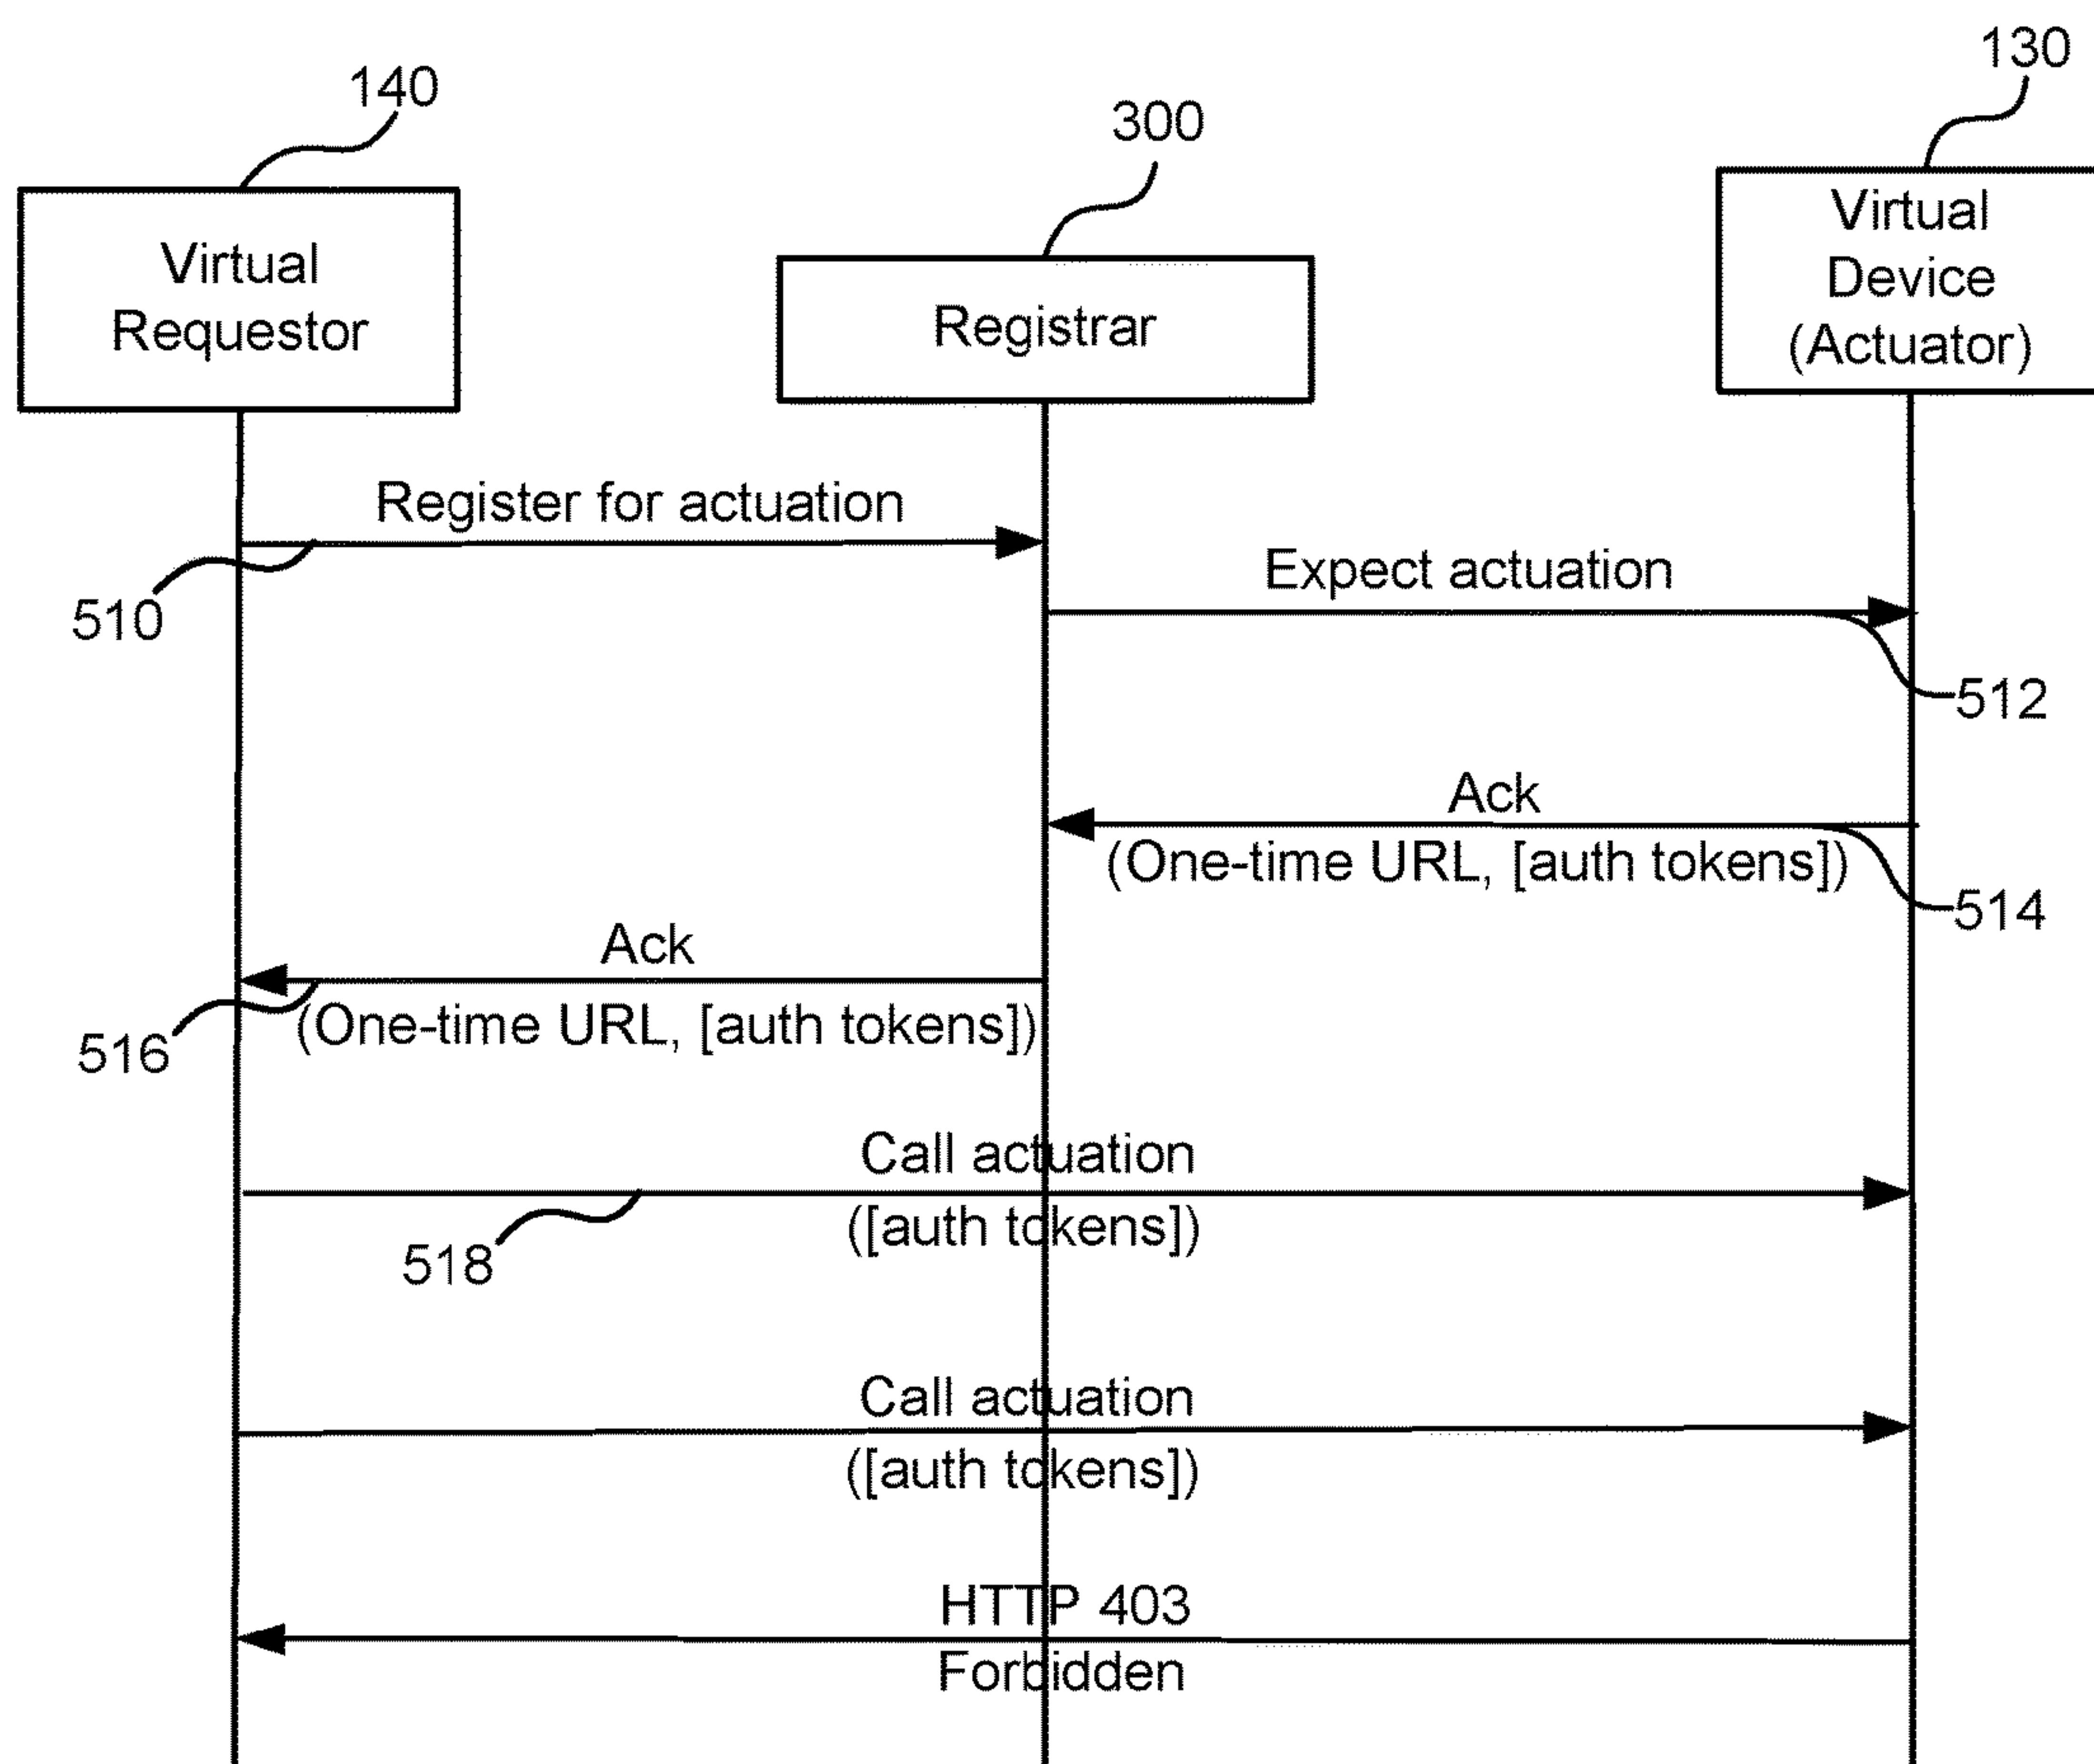 130
140
300
Virtual
Requestor
Registrar
Virtual
Device
(Actuator)
Register for actuation
510
Expect actuation
512
Ack
(One-time URL, [auth tokens])
514
Ack
(One-time URL, [auth tokens])
516
Call actuation
([auth tokens])
518
Call actuation
([auth tokens])
HTTP 403
Forbidden